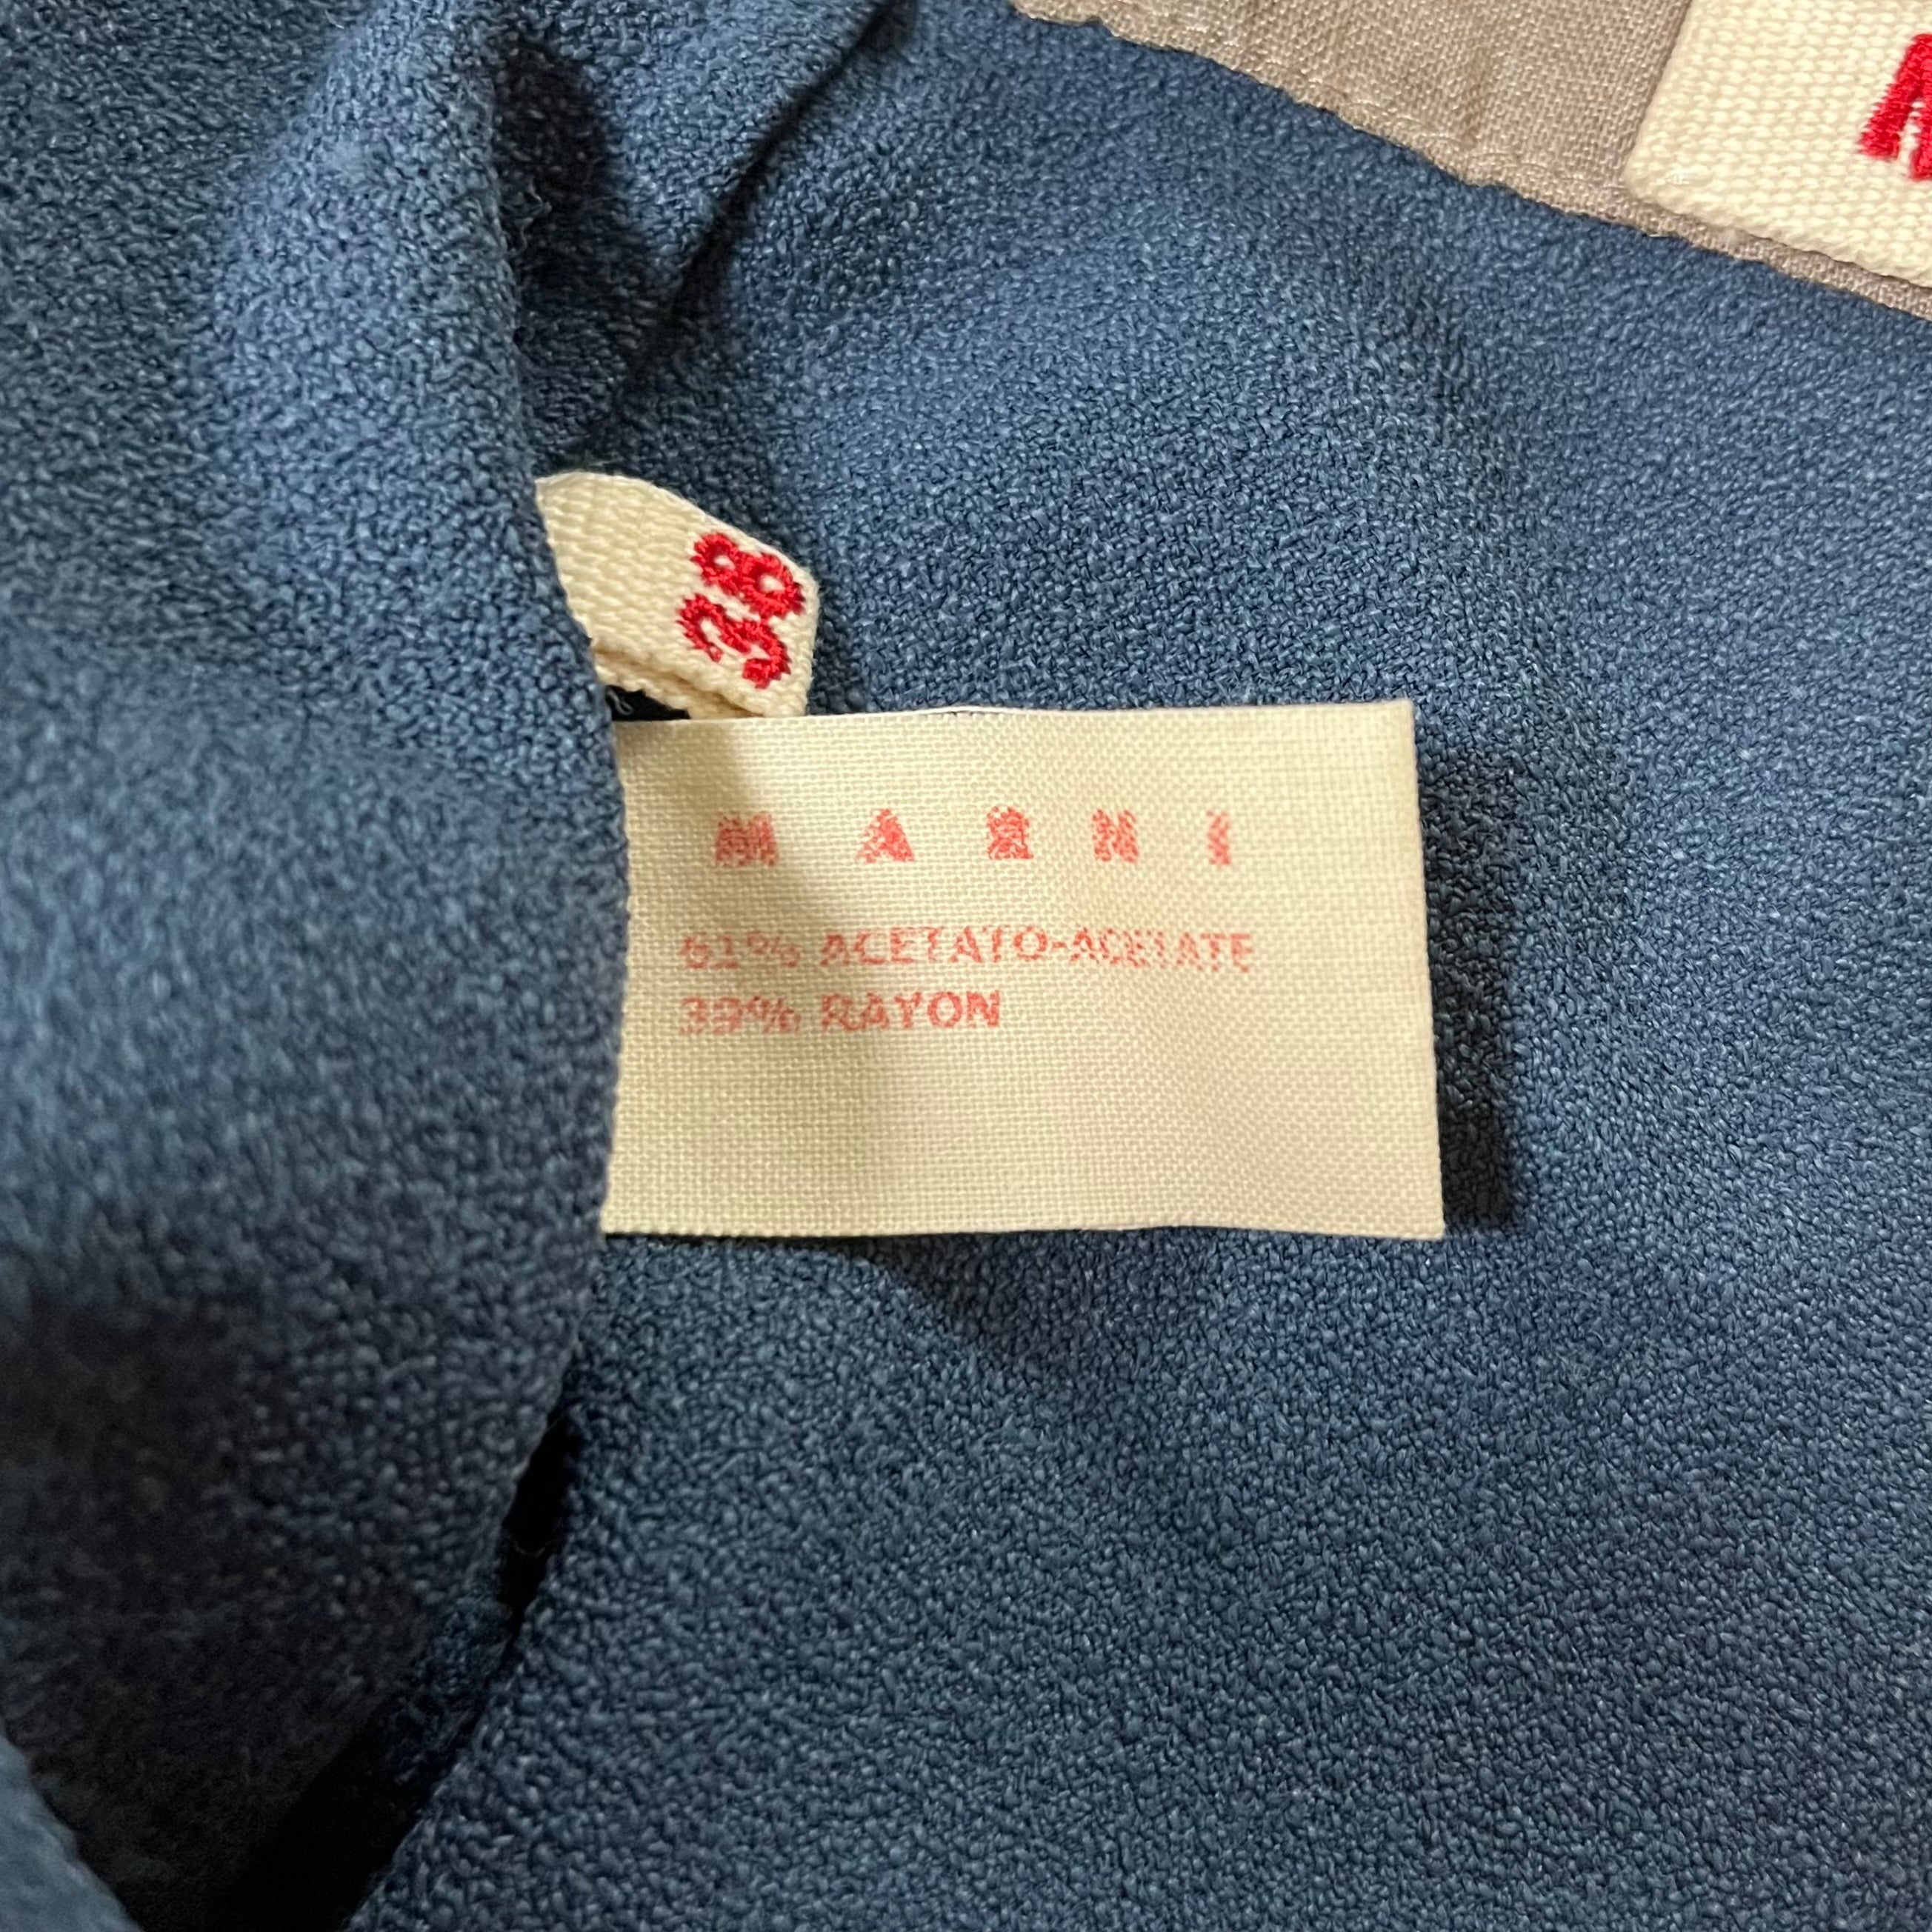 38
MARNI
61% ACETATO-ACETATE
39% RAYON